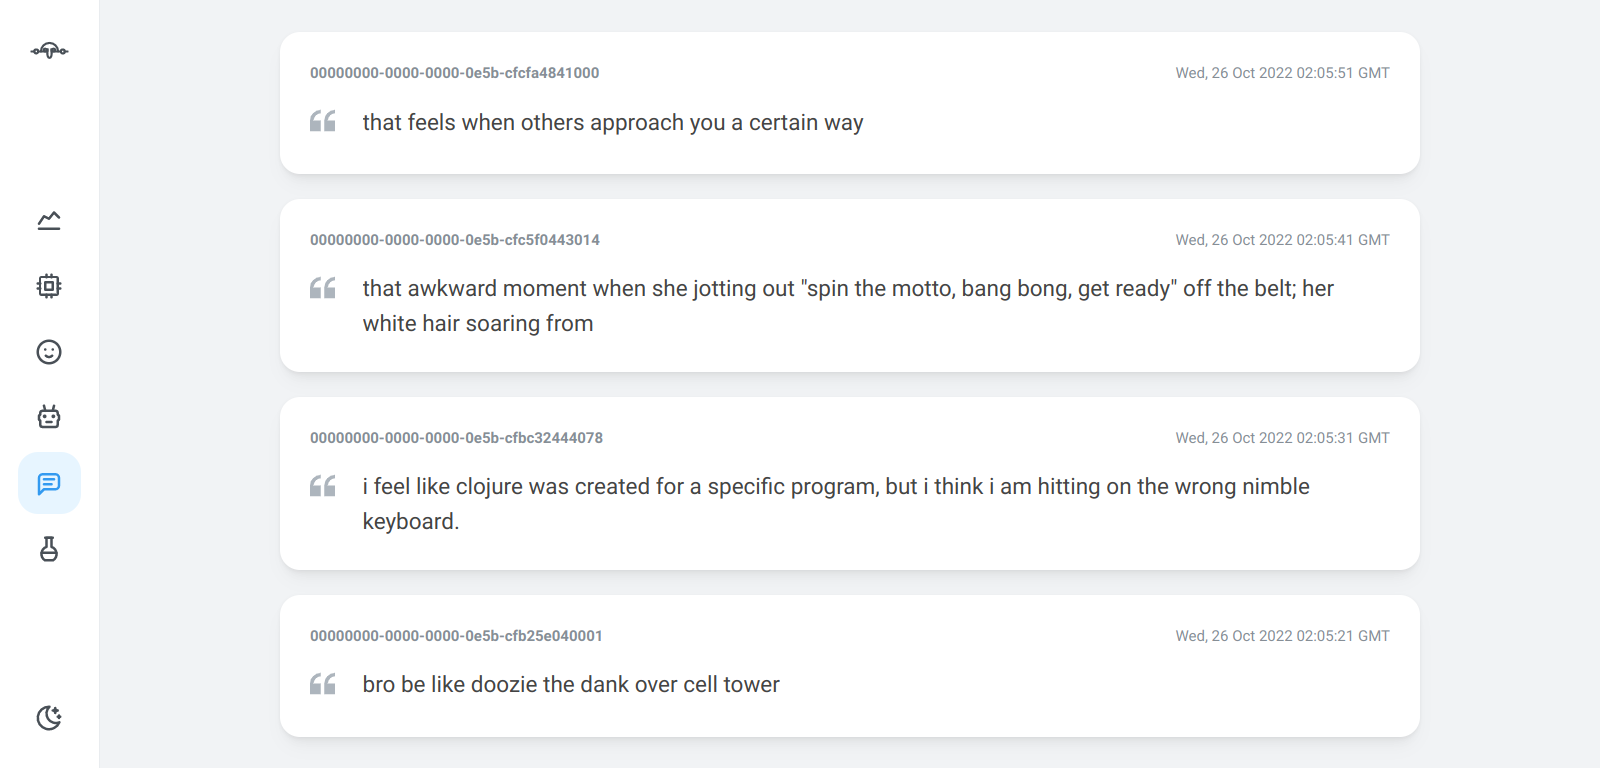 00000000-0000-0000-0e5b-cfcfa4841000
Wed, 26 Oct 2022 02:05:51 GMT
that feels when others approach you a certain way
00000000-0000-0000-0e5b-cfc5f0443014
Wed, 26 Oct 2022 02:05:41 GMT
that awkward moment when she jotting out "spin the motto, bang bong, get ready" off the belt; her
white hair soaring from
00000000-0000-0000-0e5b-cfbc32444078
Wed, 26 Oct 2022 02:05:31 GMT
i feel like clojure was created for a specific program, but i think i am hitting on the wrong nimble
keyboard.
00000000-0000-0000-0e5b-cfb25e040001
Wed, 26 Oct 2022 02:05:21 GMT
bro be like doozie the dank over cell tower